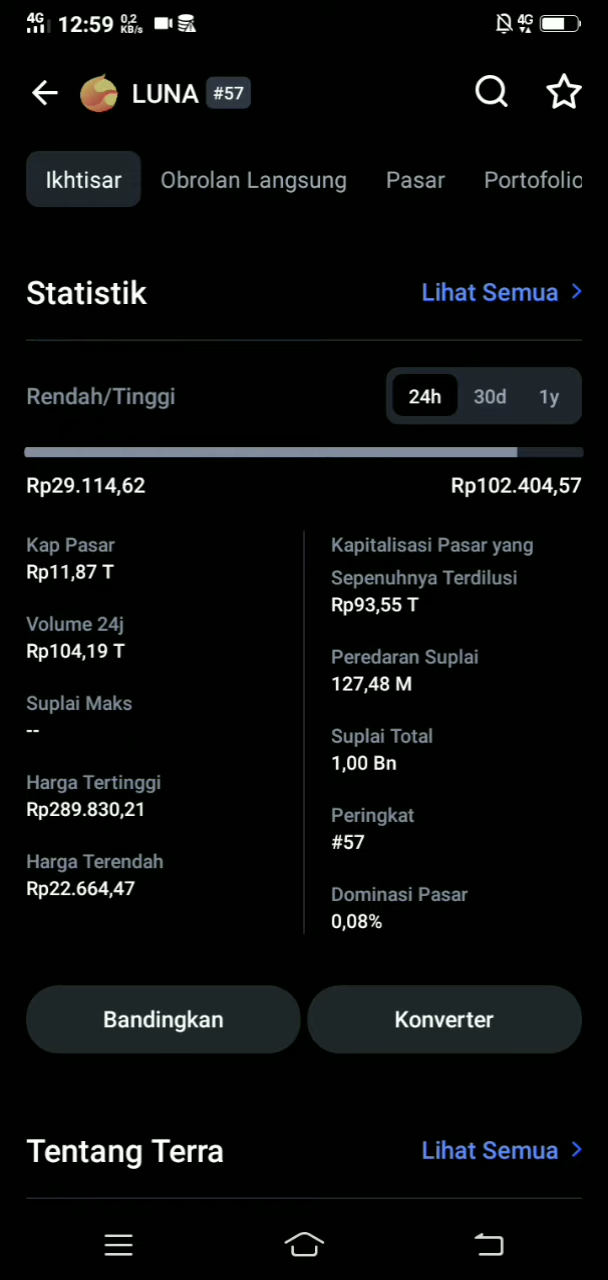 4G 12:59 0,2 KB/s 4G
LUNA #57
Ikhtisar Obrolan Langsung Pasar Portofolio
Statistik Lihat Semua >
Rendah/Tinggi 24h 30d 1y
Rp29.114,62 Rp102.404,57
Kap Pasar
Rp11,87 T
Volume 24j
Rp104,19 T
Suplai Maks
--
Harga Tertinggi
Rp289.830,21
Harga Terendah
Rp22.664,47
Kapitalisasi Pasar yang
Sepenuhnya Terdilusi
Rp93,55 T
Peredaran Suplai
127,48 M
Suplai Total
1,00 Bn
Peringkat
#57
Dominasi Pasar
0,08%
Bandingkan Konverter
Tentang Terra Lihat Semua >